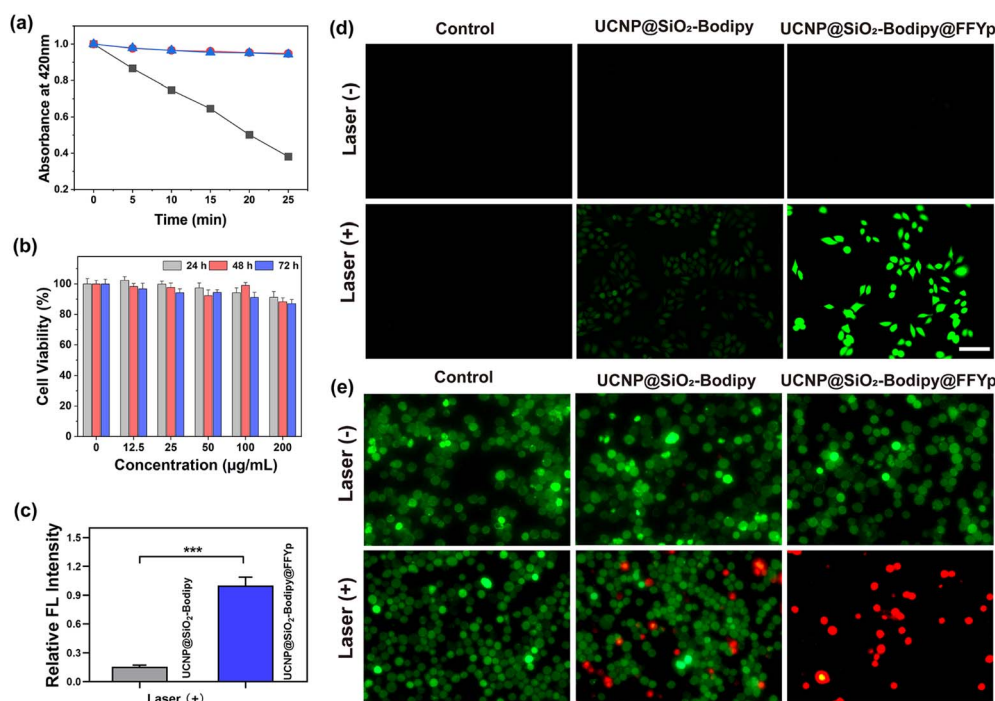 (a)
Absorbance at 420nm
1.0
0.8
0.6
0.4
0.2
0 5 10 15 20 25
Time (min)
(b)
Cell Viability (%)
24 h 48 h 72 h
100
80
60
40
20
0
0 12.5 25 50 100 200
Concentration (μg/mL)
(c)
Relative FL Intensity
1.5
1.2
0.9
0.6
0.3
0.0
***
UCNP@SiO₂-Bodipy
UCNP@SiO₂-Bodipy@FFYp
Laser (+)
(d)
Control UCNP@SiO₂-Bodipy UCNP@SiO₂-Bodipy@FFYp
Laser (-)
Laser (+)
(e)
Control UCNP@SiO₂-Bodipy UCNP@SiO₂-Bodipy@FFYp
Laser (-)
Laser (+)